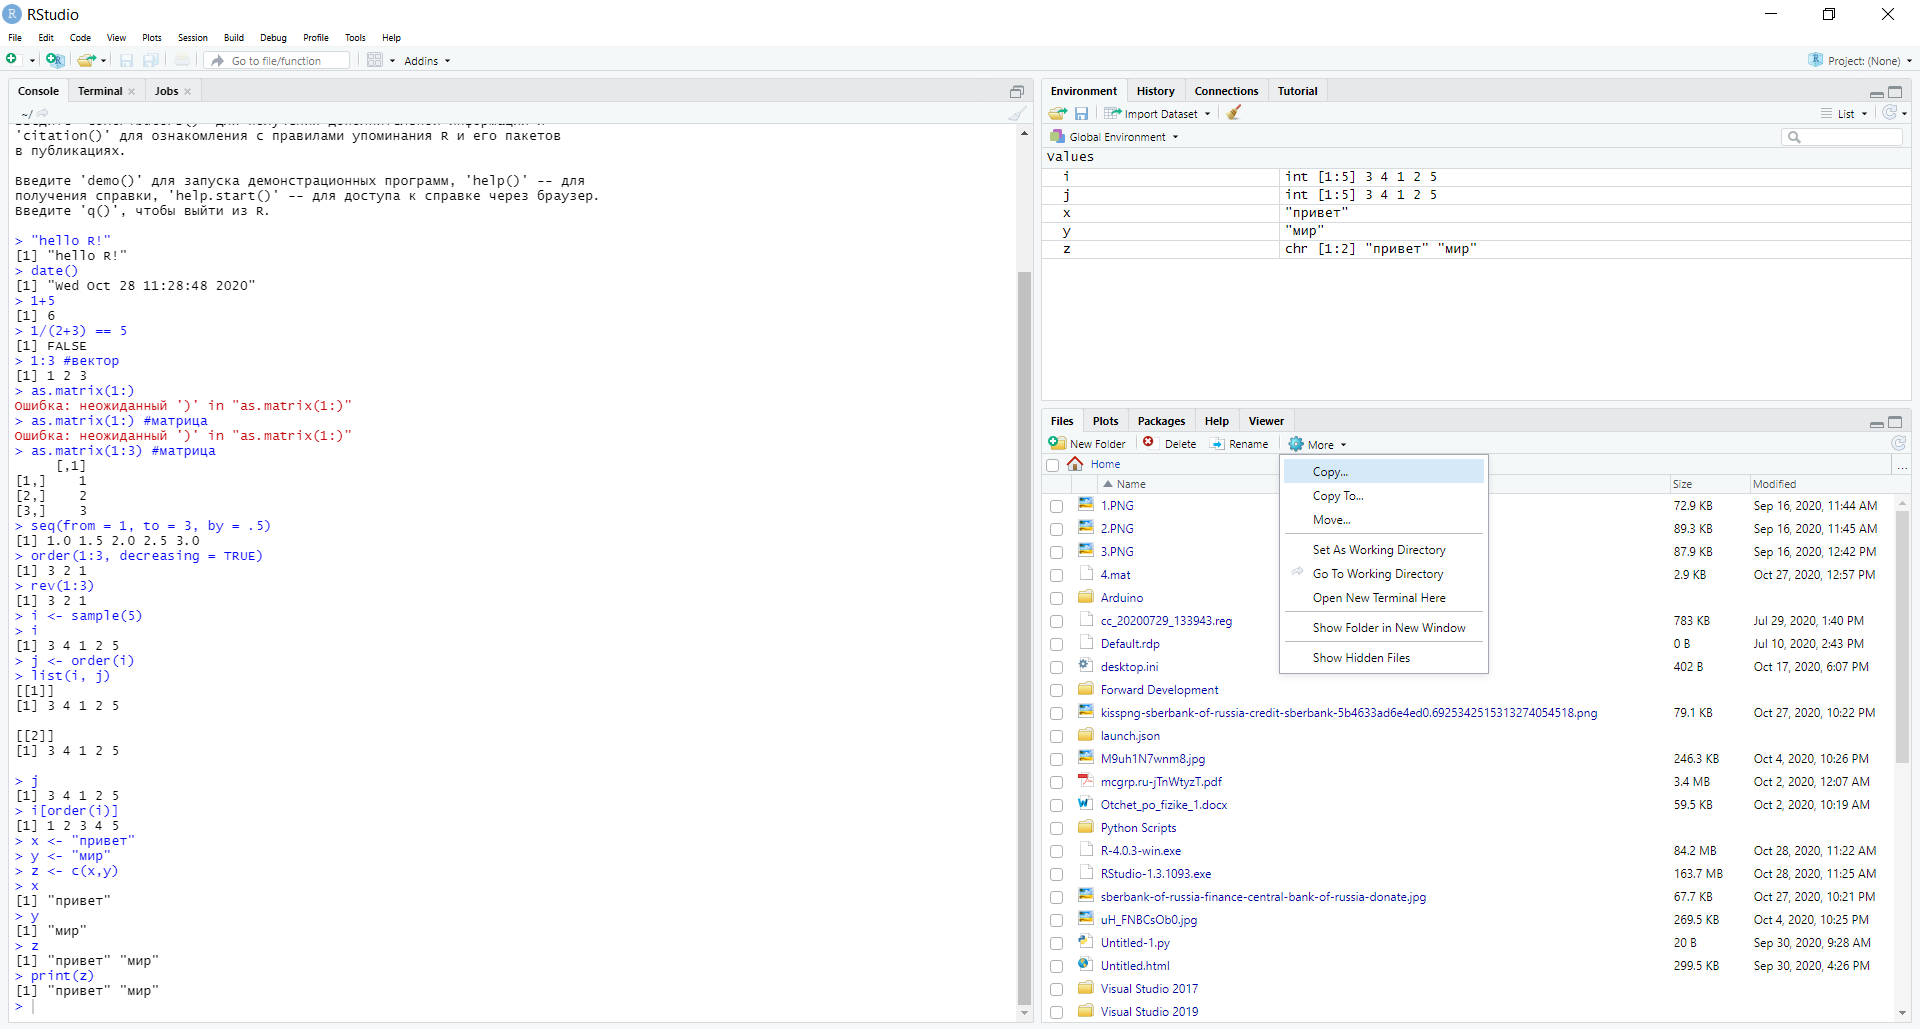 RStudio
File Edit Code View Plots Session Build Debug Profile Tools Help
Go to file/function Addins Project: (None)
Console Terminal Jobs
~/
'citation()' для ознакомления с правилами упоминания R и его пакетов
в публикациях.
Введите 'demo()' для запуска демонстрационных программ, 'help()' -- для
получения справки, 'help.start()' -- для доступа к справке через браузер.
Введите 'q()', чтобы выйти из R.
> "hello R!"
[1] "hello R!"
> date()
[1] "Wed Oct 28 11:28:48 2020"
> 1+5
[1] 6
> 1/(2+3) == 5
[1] FALSE
> 1:3 #вектор
[1] 1 2 3
> as.matrix(1:)
Ошибка: неожиданный ')' in "as.matrix(1:)"
> as.matrix(1:) #матрица
Ошибка: неожиданный ')' in "as.matrix(1:)"
> as.matrix(1:3) #матрица
[,1]
[1,] 1
[2,] 2
[3,] 3
> seq(from = 1, to = 3, by = .5)
[1] 1.0 1.5 2.0 2.5 3.0
> order(1:3, decreasing = TRUE)
[1] 3 2 1
> rev(1:3)
[1] 3 2 1
> i <- sample(5)
> i
[1] 3 4 1 2 5
> j <- order(i)
> list(i, j)
[[1]]
[1] 3 4 1 2 5
[[2]]
[1] 3 4 1 2 5
> j
[1] 3 4 1 2 5
> i[order(i)]
[1] 1 2 3 4 5
> x <- "привет"
> y <- "мир"
> z <- c(x,y)
> x
[1] "привет"
> y
[1] "мир"
> z
[1] "привет" "мир"
> print(z)
[1] "привет" "мир"
>
Environment History Connections Tutorial
Import Dataset List
Global Environment
Values
i int [1:5] 3 4 1 2 5
j int [1:5] 3 4 1 2 5
x "привет"
y "мир"
z chr [1:2] "привет" "мир"
Files Plots Packages Help Viewer
New Folder Delete Rename More
Home ...
Name Size Modified
Copy...
Copy To...
Move...
Set As Working Directory
Go To Working Directory
Open New Terminal Here
Show Folder in New Window
Show Hidden Files
1.PNG 72.9 KB Sep 16, 2020, 11:44 AM
2.PNG 89.3 KB Sep 16, 2020, 11:45 AM
3.PNG 87.9 KB Sep 16, 2020, 12:42 PM
4.mat 2.9 KB Oct 27, 2020, 12:57 PM
Arduino
cc_20200729_133943.reg 783 KB Jul 29, 2020, 1:40 PM
Default.rdp 0 B Jul 10, 2020, 2:43 PM
desktop.ini 402 B Oct 17, 2020, 6:07 PM
Forward Development
kisspng-sberbank-of-russia-credit-sberbank-5b4633ad6e4ed0.6925342515313274054518.png 79.1 KB Oct 27, 2020, 10:22 PM
launch.json
M9uh1N7wnm8.jpg 246.3 KB Oct 4, 2020, 10:26 PM
mcgrp.ru-jTnWtyzT.pdf 3.4 MB Oct 2, 2020, 12:07 AM
Otchet_po_fizike_1.docx 59.5 KB Oct 2, 2020, 10:19 AM
Python Scripts
R-4.0.3-win.exe 84.2 MB Oct 28, 2020, 11:22 AM
RStudio-1.3.1093.exe 163.7 MB Oct 28, 2020, 11:25 AM
sberbank-of-russia-finance-central-bank-of-russia-donate.jpg 67.7 KB Oct 27, 2020, 10:21 PM
uH_FNBCsOb0.jpg 269.5 KB Oct 4, 2020, 10:25 PM
Untitled-1.py 20 B Sep 30, 2020, 9:28 AM
Untitled.html 299.5 KB Sep 30, 2020, 4:26 PM
Visual Studio 2017
Visual Studio 2019